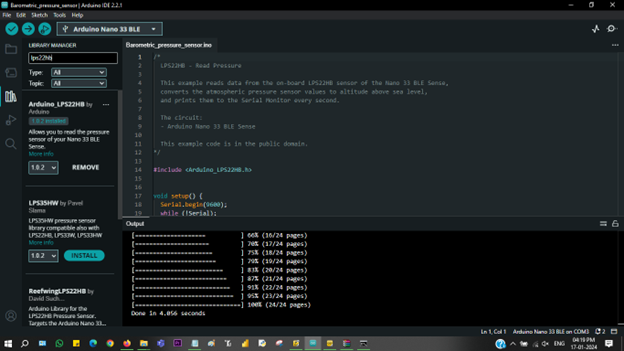 Barometric_pressure_sensor | Arduino IDE 2.2.1
File Edit Sketch Tools Help
Arduino Nano 33 BLE
LIBRARY MANAGER
lps22hb
Type: All
Topic: All
Arduino_LPS22HB by
Arduino
1.0.2 installed
Allows you to read the pressure
sensor of your Nano 33 BLE
Sense.
More info
1.0.2 REMOVE
LPS35HW by Pavel
Slama
LPS35HW pressure sensor
library compatible also with
LPS22HB, LPS33W, LPS33HW
More info
1.0.2 INSTALL
ReefwingLPS22HB by
David Such...
Arduino Library for the
LPS22HB Pressure Sensor.
Targets the Arduino Nano 33...
Barometric_pressure_sensor.ino
1 /*
2 LPS22HB - Read Pressure
3
4 This example reads data from the on-board LPS22HB sensor of the Nano 33 BLE Sense,
5 converts the atmospheric pressure sensor values to altitude above sea level,
6 and prints them to the Serial Monitor every second.
7
8 The circuit:
9 - Arduino Nano 33 BLE Sense
10
11 This example code is in the public domain.
12 */
13
14 #include <Arduino_LPS22HB.h>
15
16
17 void setup() {
18 Serial.begin(9600);
19 while (!Serial);
Output
[==================== ] 66% (16/24 pages)
[===================== ] 70% (17/24 pages)
[====================== ] 75% (18/24 pages)
[======================= ] 79% (19/24 pages)
[========================= ] 83% (20/24 pages)
[========================== ] 87% (21/24 pages)
[=========================== ] 91% (22/24 pages)
[============================ ] 95% (23/24 pages)
[==============================] 100% (24/24 pages)
Done in 4.056 seconds
Ln 1, Col 1 Arduino Nano 33 BLE on COM3 2
ENG
04:19 PM
17-01-2024